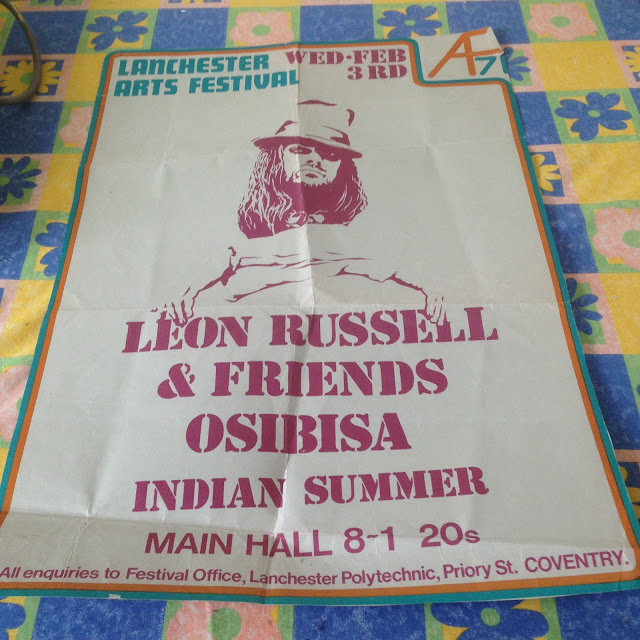 LANCHESTER
ARTS FESTIVAL
WED-FEB
3RD
AF
71
LEON RUSSELL
& FRIENDS
OSIBISA
INDIAN SUMMER
MAIN HALL 8-1 20s
All enquiries to Festival Office, Lanchester Polytechnic, Priory St. COVENTRY.